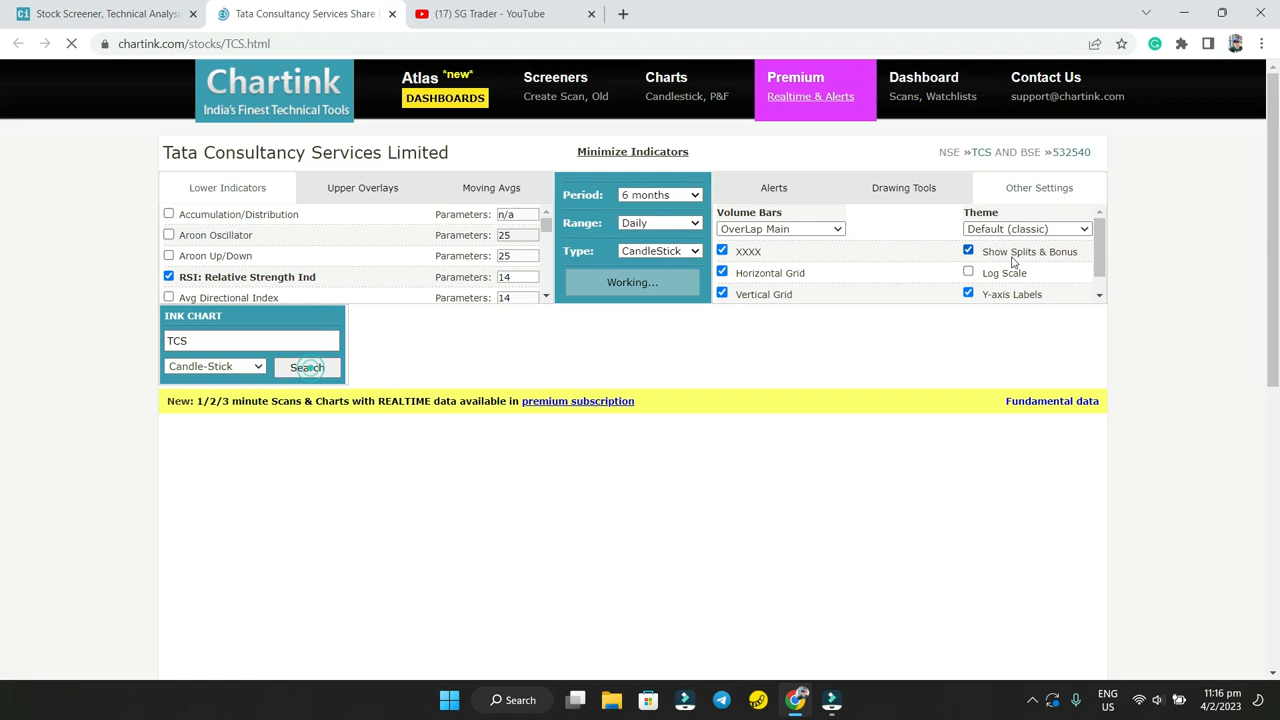 Stock Screener, Technical Analys
Tata Consultancy Services Share
(17) SG Trader - YouTube
chartink.com/stocks/TCS.html
Chartink
India's Finest Technical Tools
Atlas *new*
DASHBOARDS
Screeners
Create Scan, Old
Charts
Candlestick, P&F
Premium
Realtime & Alerts
Dashboard
Scans, Watchlists
Contact Us
support@chartink.com
Tata Consultancy Services Limited
Minimize Indicators
NSE »TCS AND BSE »532540
Lower Indicators
Upper Overlays
Moving Avgs
Accumulation/Distribution Parameters: n/a
Aroon Oscillator Parameters: 25
Aroon Up/Down Parameters: 25
RSI: Relative Strength Ind Parameters: 14
Avg Directional Index Parameters: 14
Period: 6 months
Range: Daily
Type: CandleStick
Working...
Alerts
Drawing Tools
Other Settings
Volume Bars
OverLap Main
Theme
Default (classic)
XXXX
Show Splits & Bonus
Horizontal Grid
Log Scale
Vertical Grid
Y-axis Labels
INK CHART
TCS
Candle-Stick
Search
New: 1/2/3 minute Scans & Charts with REALTIME data available in premium subscription
Fundamental data
Search
ENG
US
11:16 PM
4/2/2023